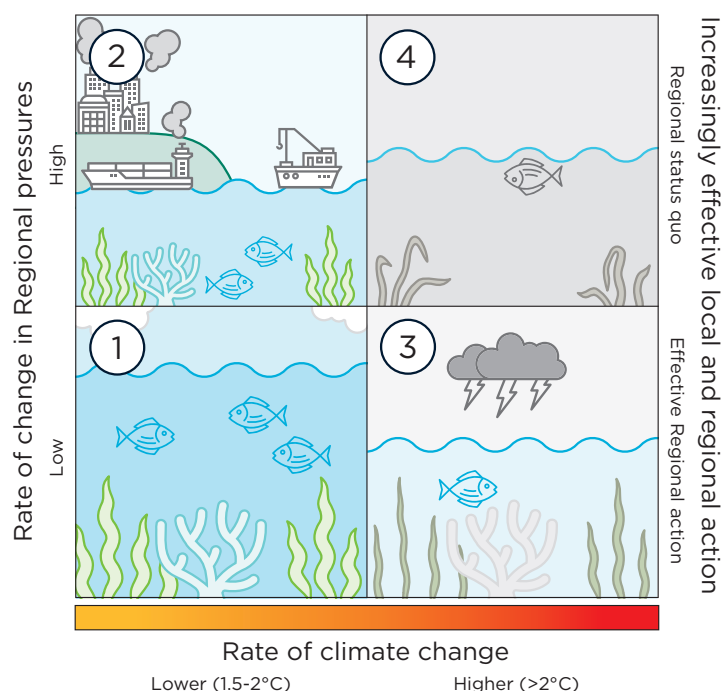 Rate of change in Regional pressures
High
Low
2
4
1
3
Regional status quo
Effective Regional action
Increasingly effective local and regional action
Rate of climate change
Lower (1.5-2°C)
Higher (>2°C)